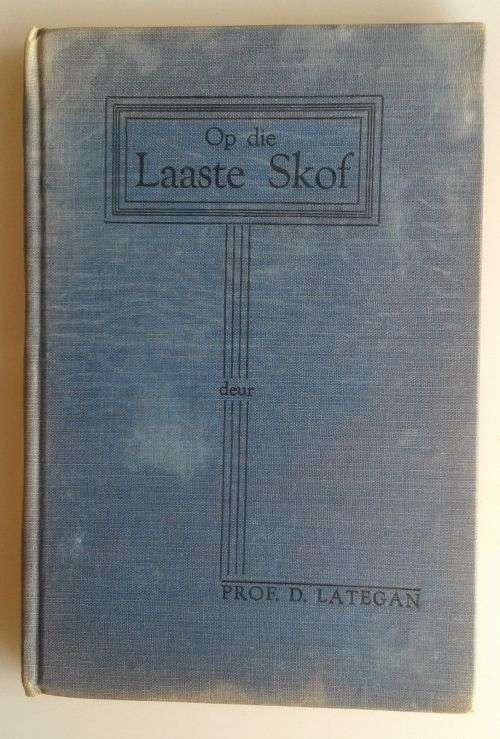 Op die
Laaste Skof
deur
PROF. D. LATEGAN